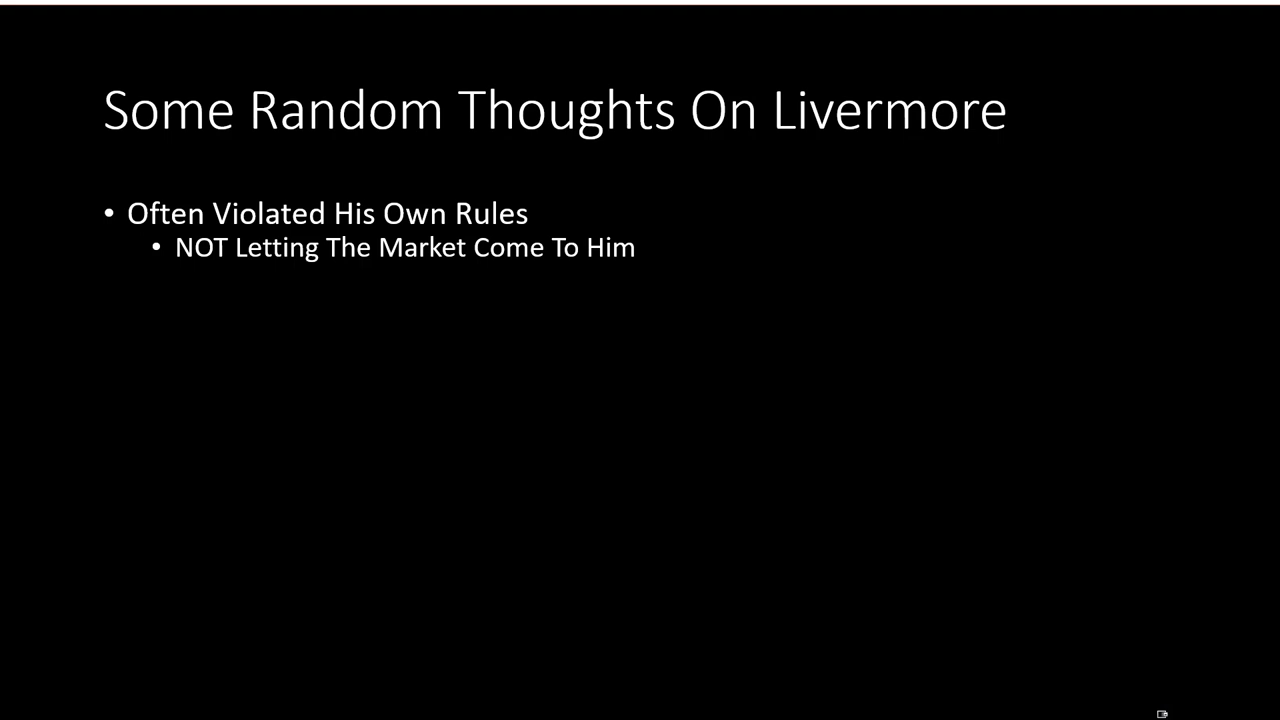 Some Random Thoughts On Livermore
• Often Violated His Own Rules
• NOT Letting The Market Come To Him